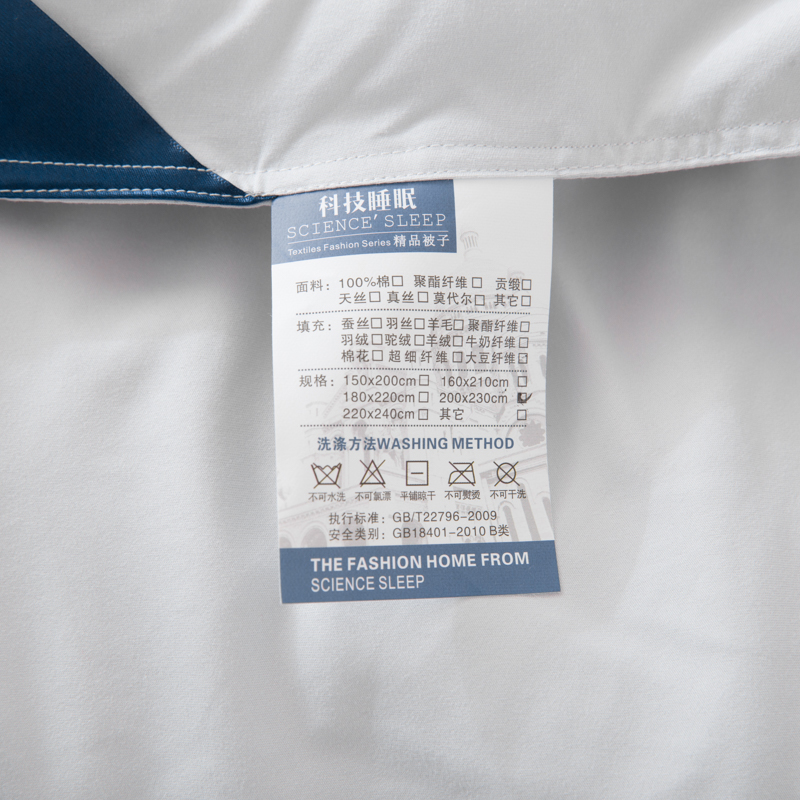 科技睡眠
SCIENCE'SLEEP
Textiles Fashion Series 精品被子
面料：100%棉□ 聚酯纤维□ 贡缎□
天丝□ 真丝□ 莫代尔□ 其它□
填充：蚕丝□ 羽丝□ 羊毛□ 聚酯纤维□
羽绒□ 驼绒□ 羊绒□ 牛奶纤维□
棉花□ 超细纤维□ 大豆纤维□
规格：150x200cm□ 160x210cm □
180x220cm□ 200x230cm ☑
220x240cm□ 其它 □
洗涤方法WASHING METHOD
不可水洗 不可氯漂 平铺晾干 不可熨烫 不可干洗
执行标准：GB/T22796-2009
安全类别：GB18401-2010 B类
THE FASHION HOME FROM
SCIENCE SLEEP